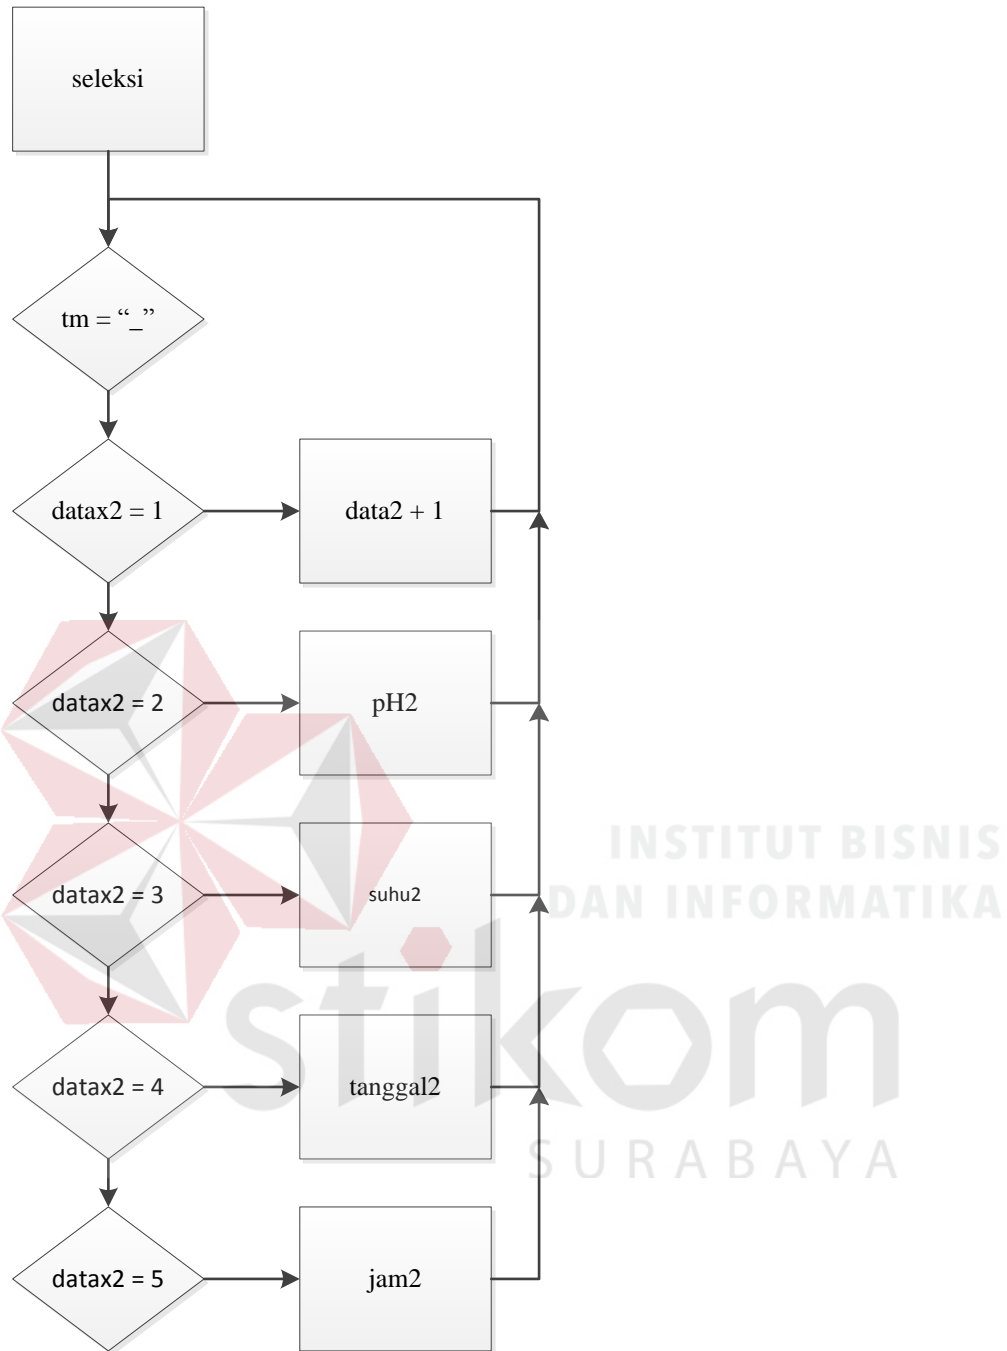 seleksi
tm = “_”
datax2 = 1
data2 + 1
datax2 = 2
pH2
datax2 = 3
suhu2
datax2 = 4
tanggal2
datax2 = 5
jam2
INSTITUT BISNIS
DAN INFORMATIKA
stikom
SURABAYA